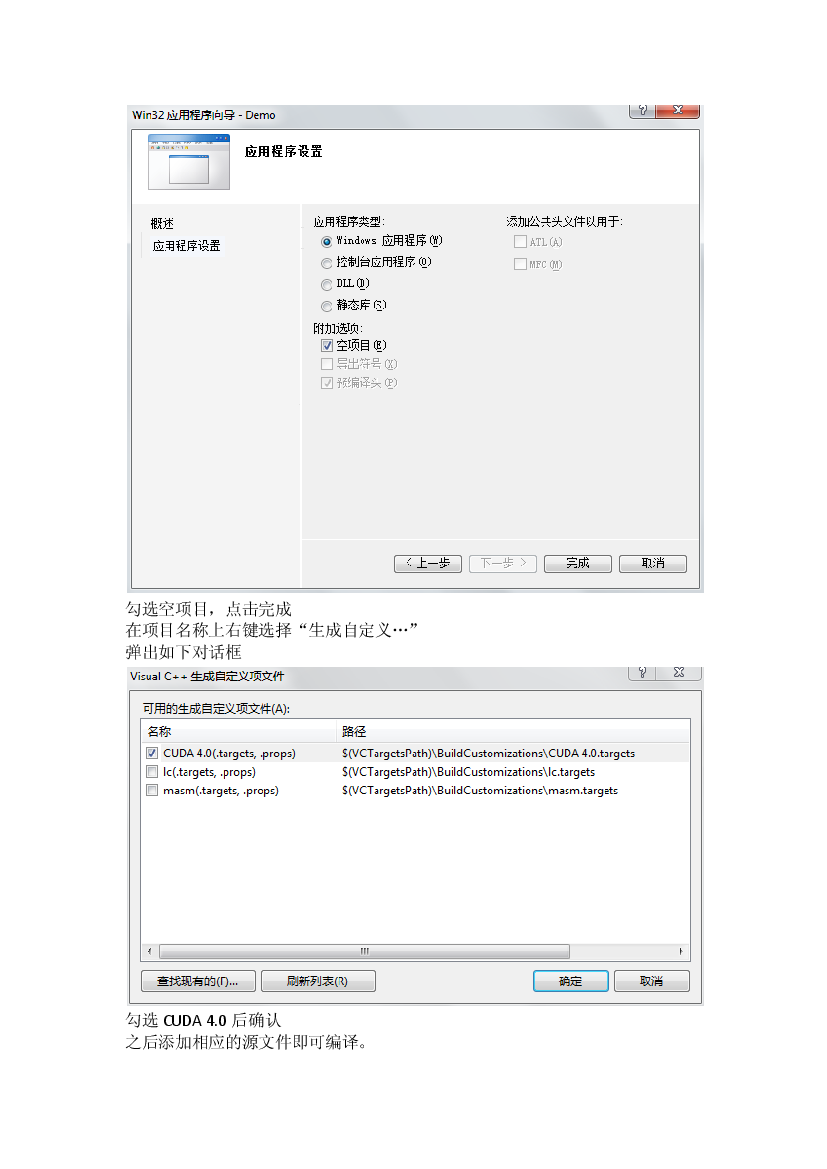 Win32 应用程序向导 - Demo
应用程序设置
概述
应用程序设置
应用程序类型:
Windows 应用程序(W)
控制台应用程序(O)
DLL(D)
静态库(S)
附加选项:
空项目(E)
导出符号(X)
预编译头(P)
添加公共头文件以用于:
ATL(A)
MFC(M)
< 上一步
下一步 >
完成
取消
勾选空项目，点击完成
在项目名称上右键选择“生成自定义…”
弹出如下对话框
Visual C++ 生成自定义项文件
可用的生成自定义项文件(A):
名称 路径
CUDA 4.0(.targets, .props) $(VCTargetsPath)\BuildCustomizations\CUDA 4.0.targets
lc(.targets, .props) $(VCTargetsPath)\BuildCustomizations\lc.targets
masm(.targets, .props) $(VCTargetsPath)\BuildCustomizations\masm.targets
查找现有的(F)... 刷新列表(R) 确定 取消
勾选 CUDA 4.0 后确认
之后添加相应的源文件即可编译。